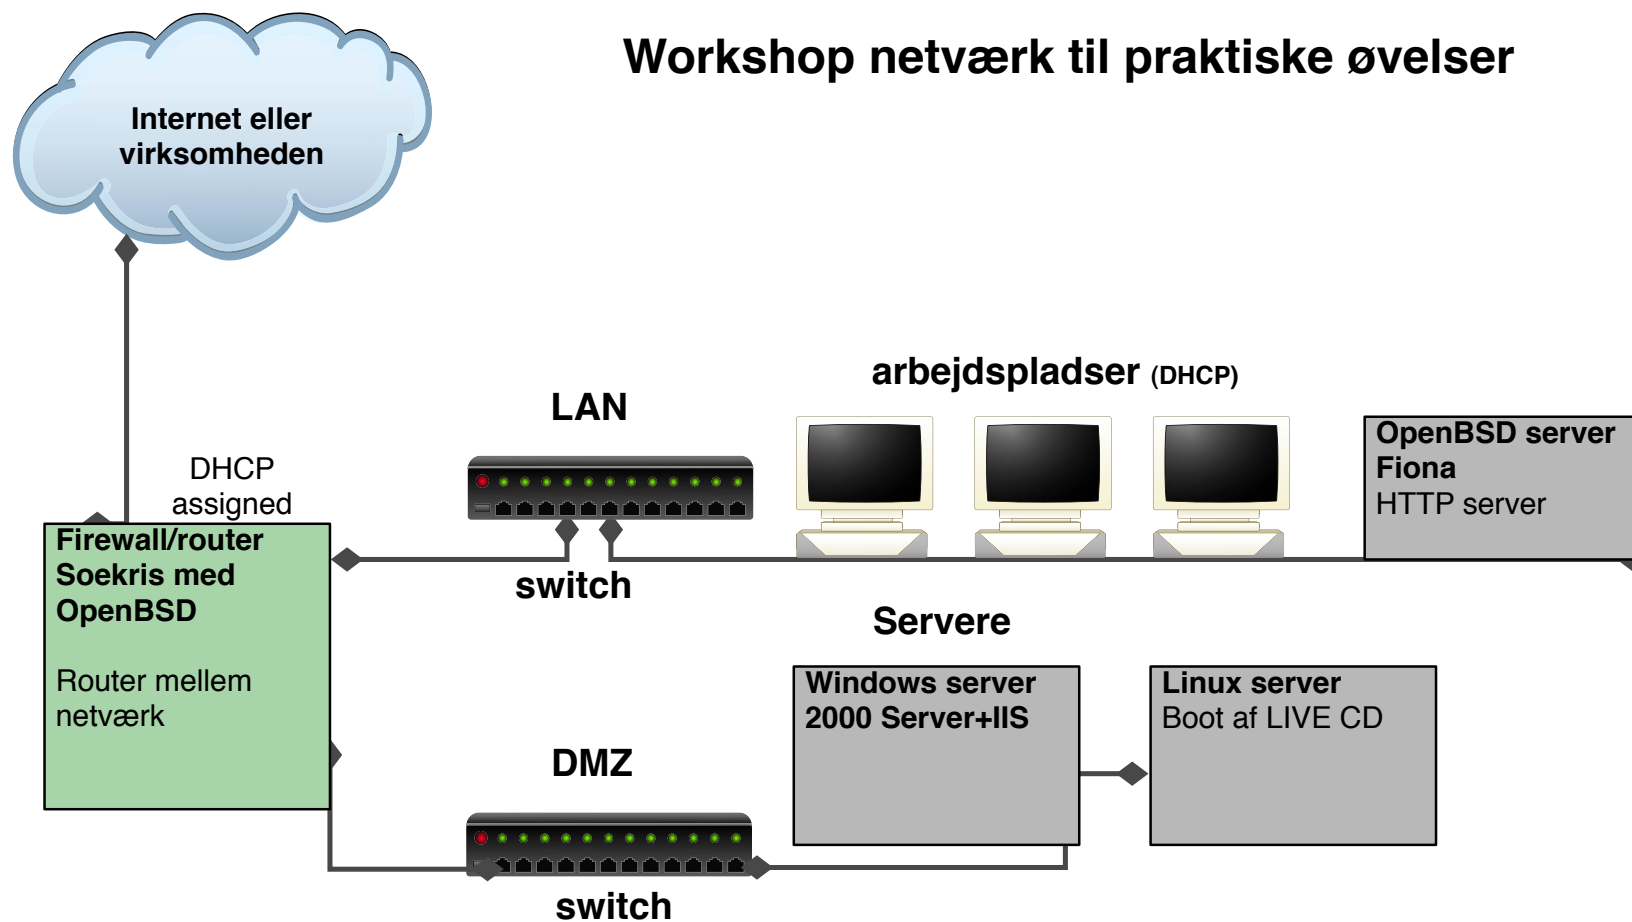 Workshop netværk til praktiske øvelser
Internet eller
virksomheden
arbejdspladser (DHCP)
LAN
OpenBSD server
Fiona
HTTP server
DHCP
assigned
Firewall/router
Soekris med
OpenBSD
Router mellem
netværk
switch
Servere
Windows server
2000 Server+IIS
Linux server
Boot af LIVE CD
DMZ
switch